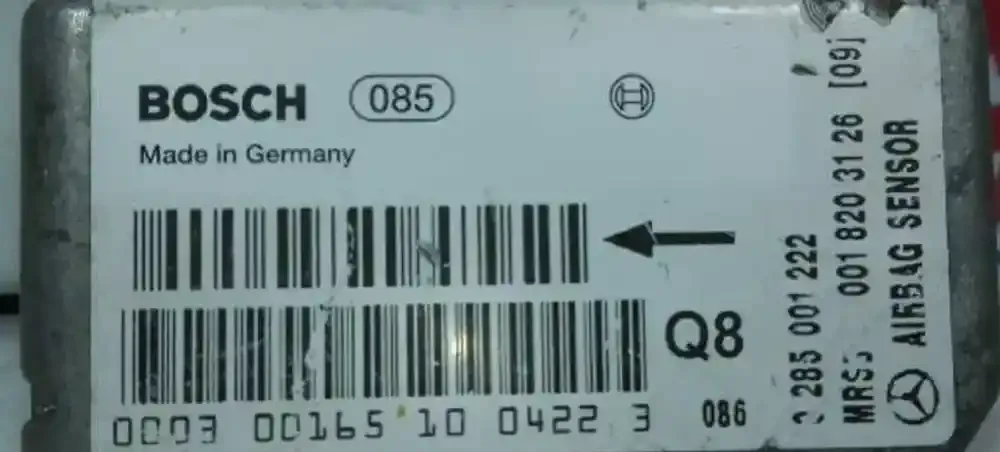 BOSCH 085
Made in Germany
Q8
086
0003 00165 10 0422 3
285 001 222
001 820 31 26 [09]
AIRBAG SENSOR